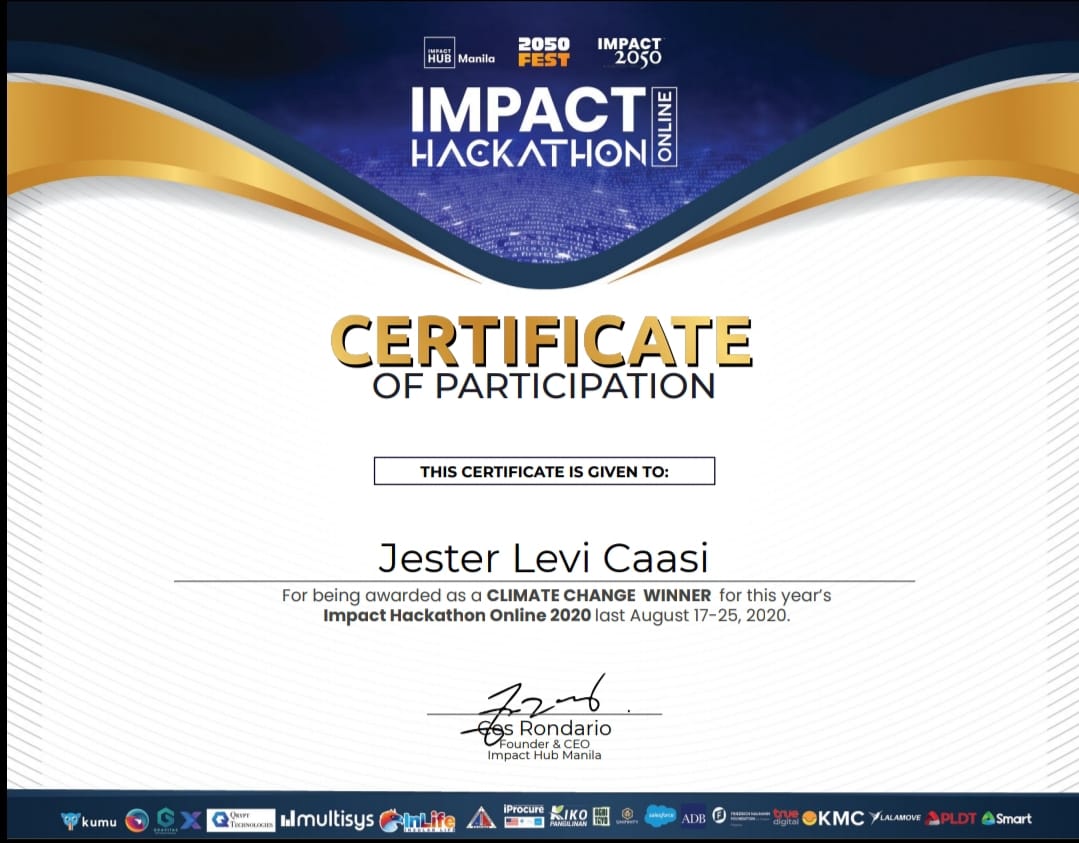 IMPACT
HUB Manila
2050
FEST
IMPACT
2050
IMPACT
HACKATHON
ONLINE
CERTIFICATE
OF PARTICIPATION
THIS CERTIFICATE IS GIVEN TO:
Jester Levi Caasi
For being awarded as a CLIMATE CHANGE WINNER for this year's
Impact Hackathon Online 2020 last August 17-25, 2020.
Ces Rondario
Founder & CEO
Impact Hub Manila
kumu
QRYPT
TECHNOLOGIES
multisys
InLife
INSULAR LIFE
iProcure
KIKO
PANGILINAN
salesforce
ADB
true
digital
KMC
LALAMOVE
PLDT
Smart